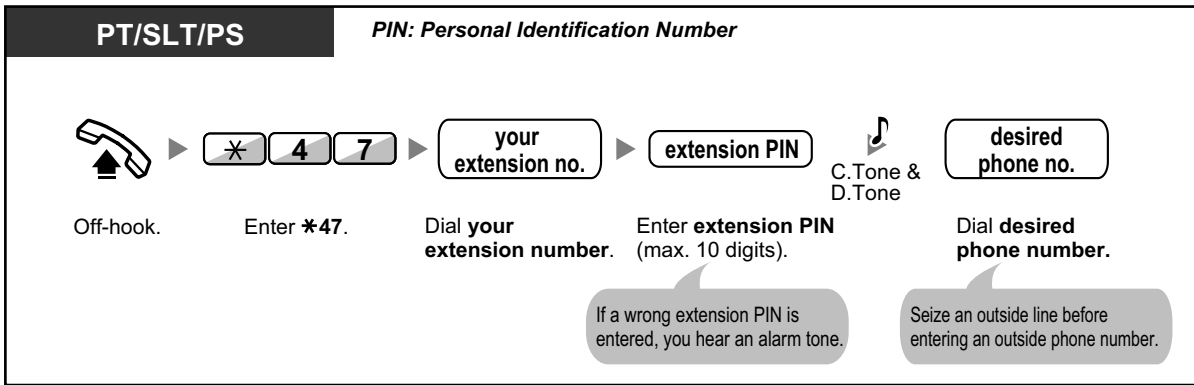 PT/SLT/PS
PIN: Personal Identification Number
✳ 4 7
your
extension no.
extension PIN
C.Tone &
D.Tone
desired
phone no.
Off-hook.
Enter ✳47.
Dial your
extension number.
Enter extension PIN
(max. 10 digits).
Dial desired
phone number.
If a wrong extension PIN is
entered, you hear an alarm tone.
Seize an outside line before
entering an outside phone number.